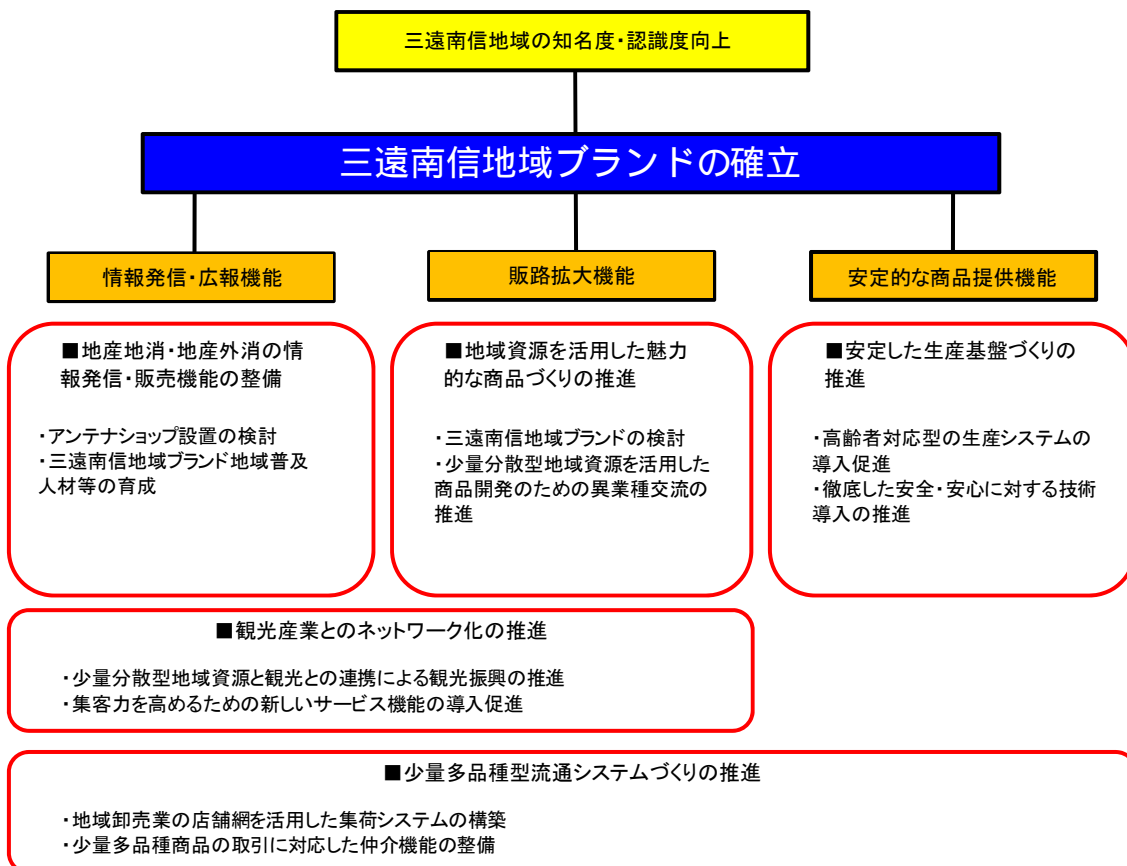 三遠南信地域の知名度・認識度向上
三遠南信地域ブランドの確立
情報発信・広報機能
販路拡大機能
安定的な商品提供機能
■地産地消・地産外消の情
報発信・販売機能の整備
・アンテナショップ設置の検討
・三遠南信地域ブランド地域普及
人材等の育成
■地域資源を活用した魅力
的な商品づくりの推進
・三遠南信地域ブランドの検討
・少量分散型地域資源を活用した
商品開発のための異業種交流の
推進
■安定した生産基盤づくりの
推進
・高齢者対応型の生産システムの
導入促進
・徹底した安全・安心に対する技術
導入の推進
■観光産業とのネットワーク化の推進
・少量分散型地域資源と観光との連携による観光振興の推進
・集客力を高めるための新しいサービス機能の導入促進
■少量多品種型流通システムづくりの推進
・地域卸売業の店舗網を活用した集荷システムの構築
・少量多品種商品の取引に対応した仲介機能の整備